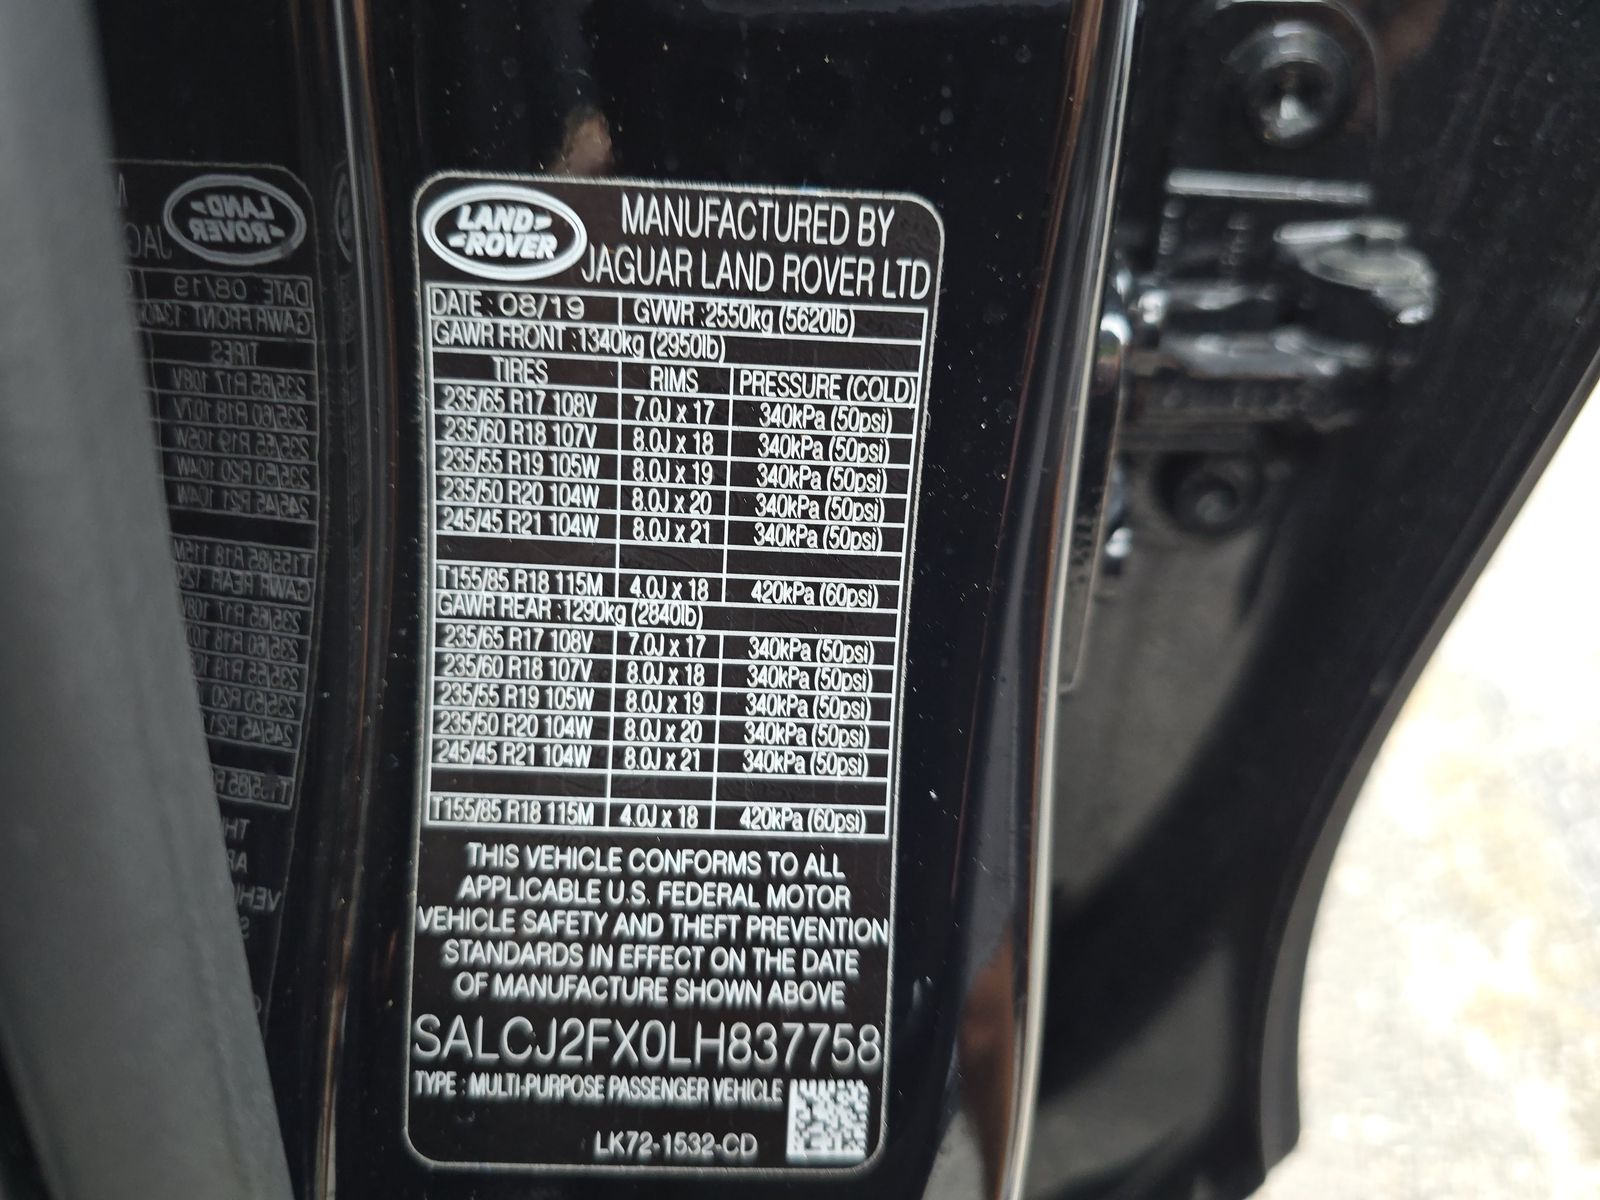 LAND
ROVER
MANUFACTURED BY
JAGUAR LAND ROVER LTD
DATE : 08/19 GVWR :2550kg (5620lb)
GAWR FRONT :1340kg (2950lb)
TIRES RIMS PRESSURE (COLD)
235/65 R17 108V 7.0J x 17 340kPa (50psi)
235/60 R18 107V 8.0J x 18 340kPa (50psi)
235/55 R19 105W 8.0J x 19 340kPa (50psi)
235/50 R20 104W 8.0J x 20 340kPa (50psi)
245/45 R21 104W 8.0J x 21 340kPa (50psi)
T155/85 R18 115M 4.0J x 18 420kPa (60psi)
GAWR REAR :1290kg (2840lb)
235/65 R17 108V 7.0J x 17 340kPa (50psi)
235/60 R18 107V 8.0J x 18 340kPa (50psi)
235/55 R19 105W 8.0J x 19 340kPa (50psi)
235/50 R20 104W 8.0J x 20 340kPa (50psi)
245/45 R21 104W 8.0J x 21 340kPa (50psi)
T155/85 R18 115M 4.0J x 18 420kPa (60psi)
THIS VEHICLE CONFORMS TO ALL
APPLICABLE U.S. FEDERAL MOTOR
VEHICLE SAFETY AND THEFT PREVENTION
STANDARDS IN EFFECT ON THE DATE
OF MANUFACTURE SHOWN ABOVE
SALCJ2FX0LH837758
TYPE : MULTI-PURPOSE PASSENGER VEHICLE
LK72-1532-CD